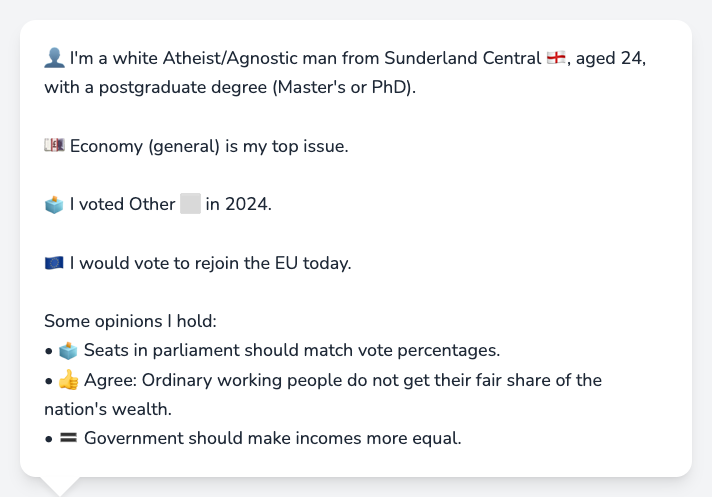 👤 I'm a white Atheist/Agnostic man from Sunderland Central 🏴󠁧󠁢󠁥󠁮󠁧󠁿, aged 24,
with a postgraduate degree (Master's or PhD).
💷 Economy (general) is my top issue.
🗳️ I voted Other ⬜ in 2024.
🇪🇺 I would vote to rejoin the EU today.
Some opinions I hold:
• 🗳️ Seats in parliament should match vote percentages.
• 👍 Agree: Ordinary working people do not get their fair share of the
nation's wealth.
• 🟰 Government should make incomes more equal.